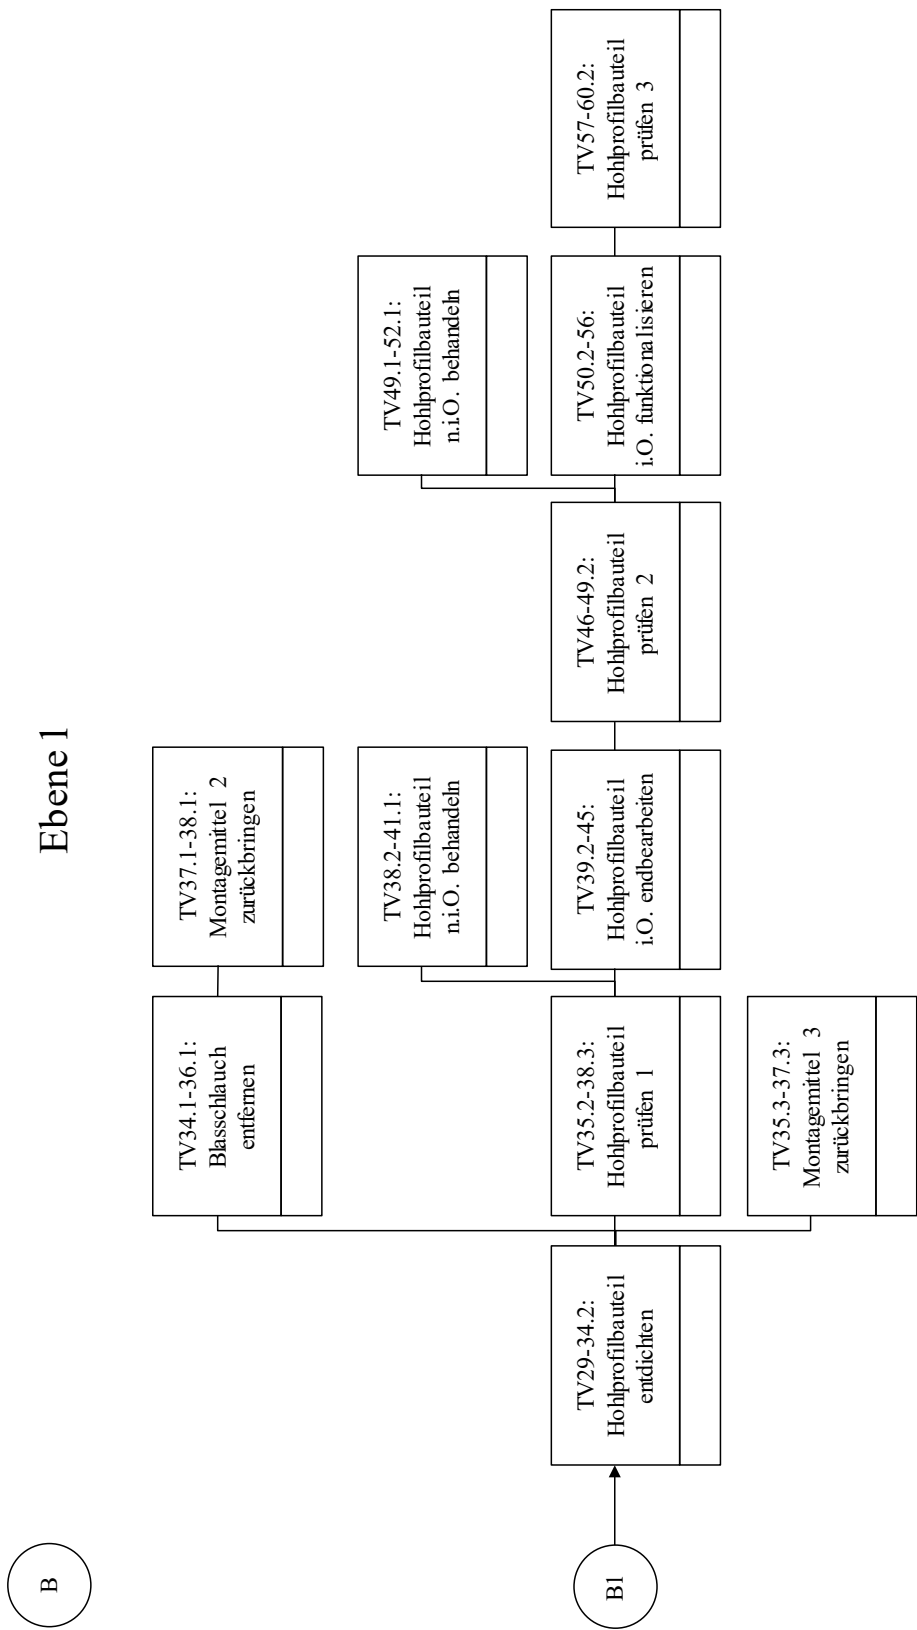 B
Ebene 1
TV34.1-36.1:
Blasschlauch
entfernen
TV37.1-38.1:
Montagemittel 2
zurückbringen
TV38.2-41.1:
Hohlprofilbauteil
n.i.O. behandeln
TV49.1-52.1:
Hohlprofilbauteil
n.i.O. behandeln
B1
TV29-34.2:
Hohlprofilbauteil
entdichten
TV35.2-38.3:
Hohlprofilbauteil
prüfen 1
TV39.2-45:
Hohlprofilbauteil
i.O. endbearbeiten
TV46-49.2:
Hohlprofilbauteil
prüfen 2
TV50.2-56:
Hohlprofilbauteil
i.O. funktionalisieren
TV57-60.2:
Hohlprofilbauteil
prüfen 3
TV35.3-37.3:
Montagemittel 3
zurückbringen